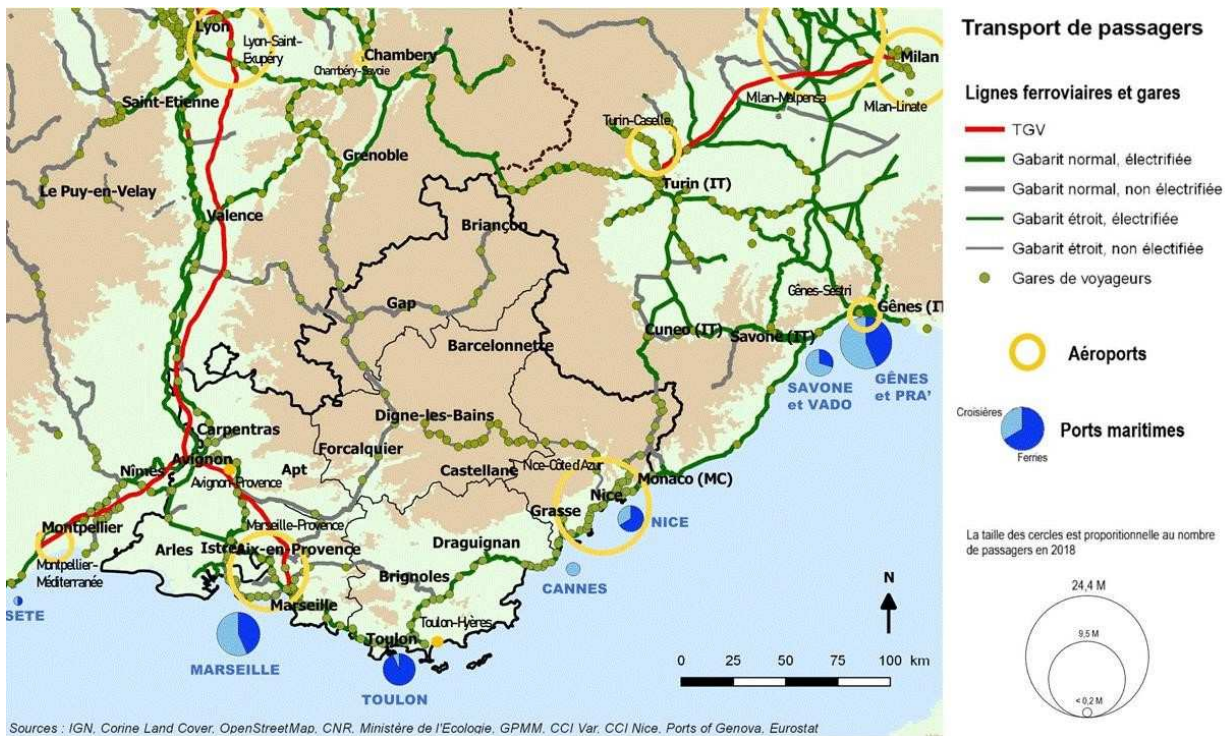 Lyon
Lyon-Saint-
Exupéry
Chambery
Chambéry-Savoie
Milan
Milan-Malpensa
Milan-Linate
Saint-Etienne
Turin-Caselle
Grenoble
Le Puy-en-Velay
Turin (IT)
Valence
Briançon
Gênes-Sestri
Gap
Gênes (IT
Cuneo (IT)
Savone (IT)
Barcelonnette
SAVONE
et VADO
GÊNES
et PRA'
Digne-les-Bains
Carpentras
Forcalquier
Avignon
Nîmes
Apt
Castellane
Nice-Côte d'Azur
Monaco (MC)
Avignon-Provence
Nice
Grasse
NICE
Montpellier
Marseille-Provence
Arles
Istres
Aix-en-Provence
Draguignan
Montpellier-
Méditerranée
Brignoles
CANNES
SETE
Marseille
Toulon-Hyères
Toulon
MARSEILLE
TOULON
N
0 25 50 75 100 km
Sources : IGN, Corine Land Cover, OpenStreetMap, CNR, Ministère de l'Ecologie, GPMM, CCI Var, CCI Nice, Ports of Genova, Eurostat
Transport de passagers
Lignes ferroviaires et gares
TGV
Gabarit normal, électrifiée
Gabarit normal, non électrifiée
Gabarit étroit, électrifiée
Gabarit étroit, non électifiée
Gares de voyageurs
Aéroports
Croisières
Ports maritimes
Ferries
La taille des cercles est proportionnelle au nombre
de passagers en 2018
24,4 M
9,5 M
< 0,2 M